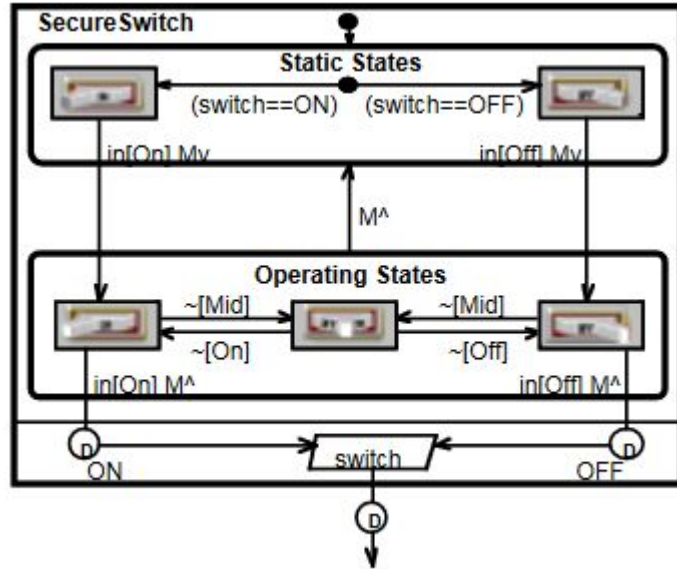 SecureSwitch
Static States
(switch==ON) (switch==OFF)
in[On] Mv in[Off] Mv
M^
Operating States
~[Mid] ~[Mid]
~[On] ~[Off]
in[On] M^ in[Off] M^
D D
ON switch OFF
D